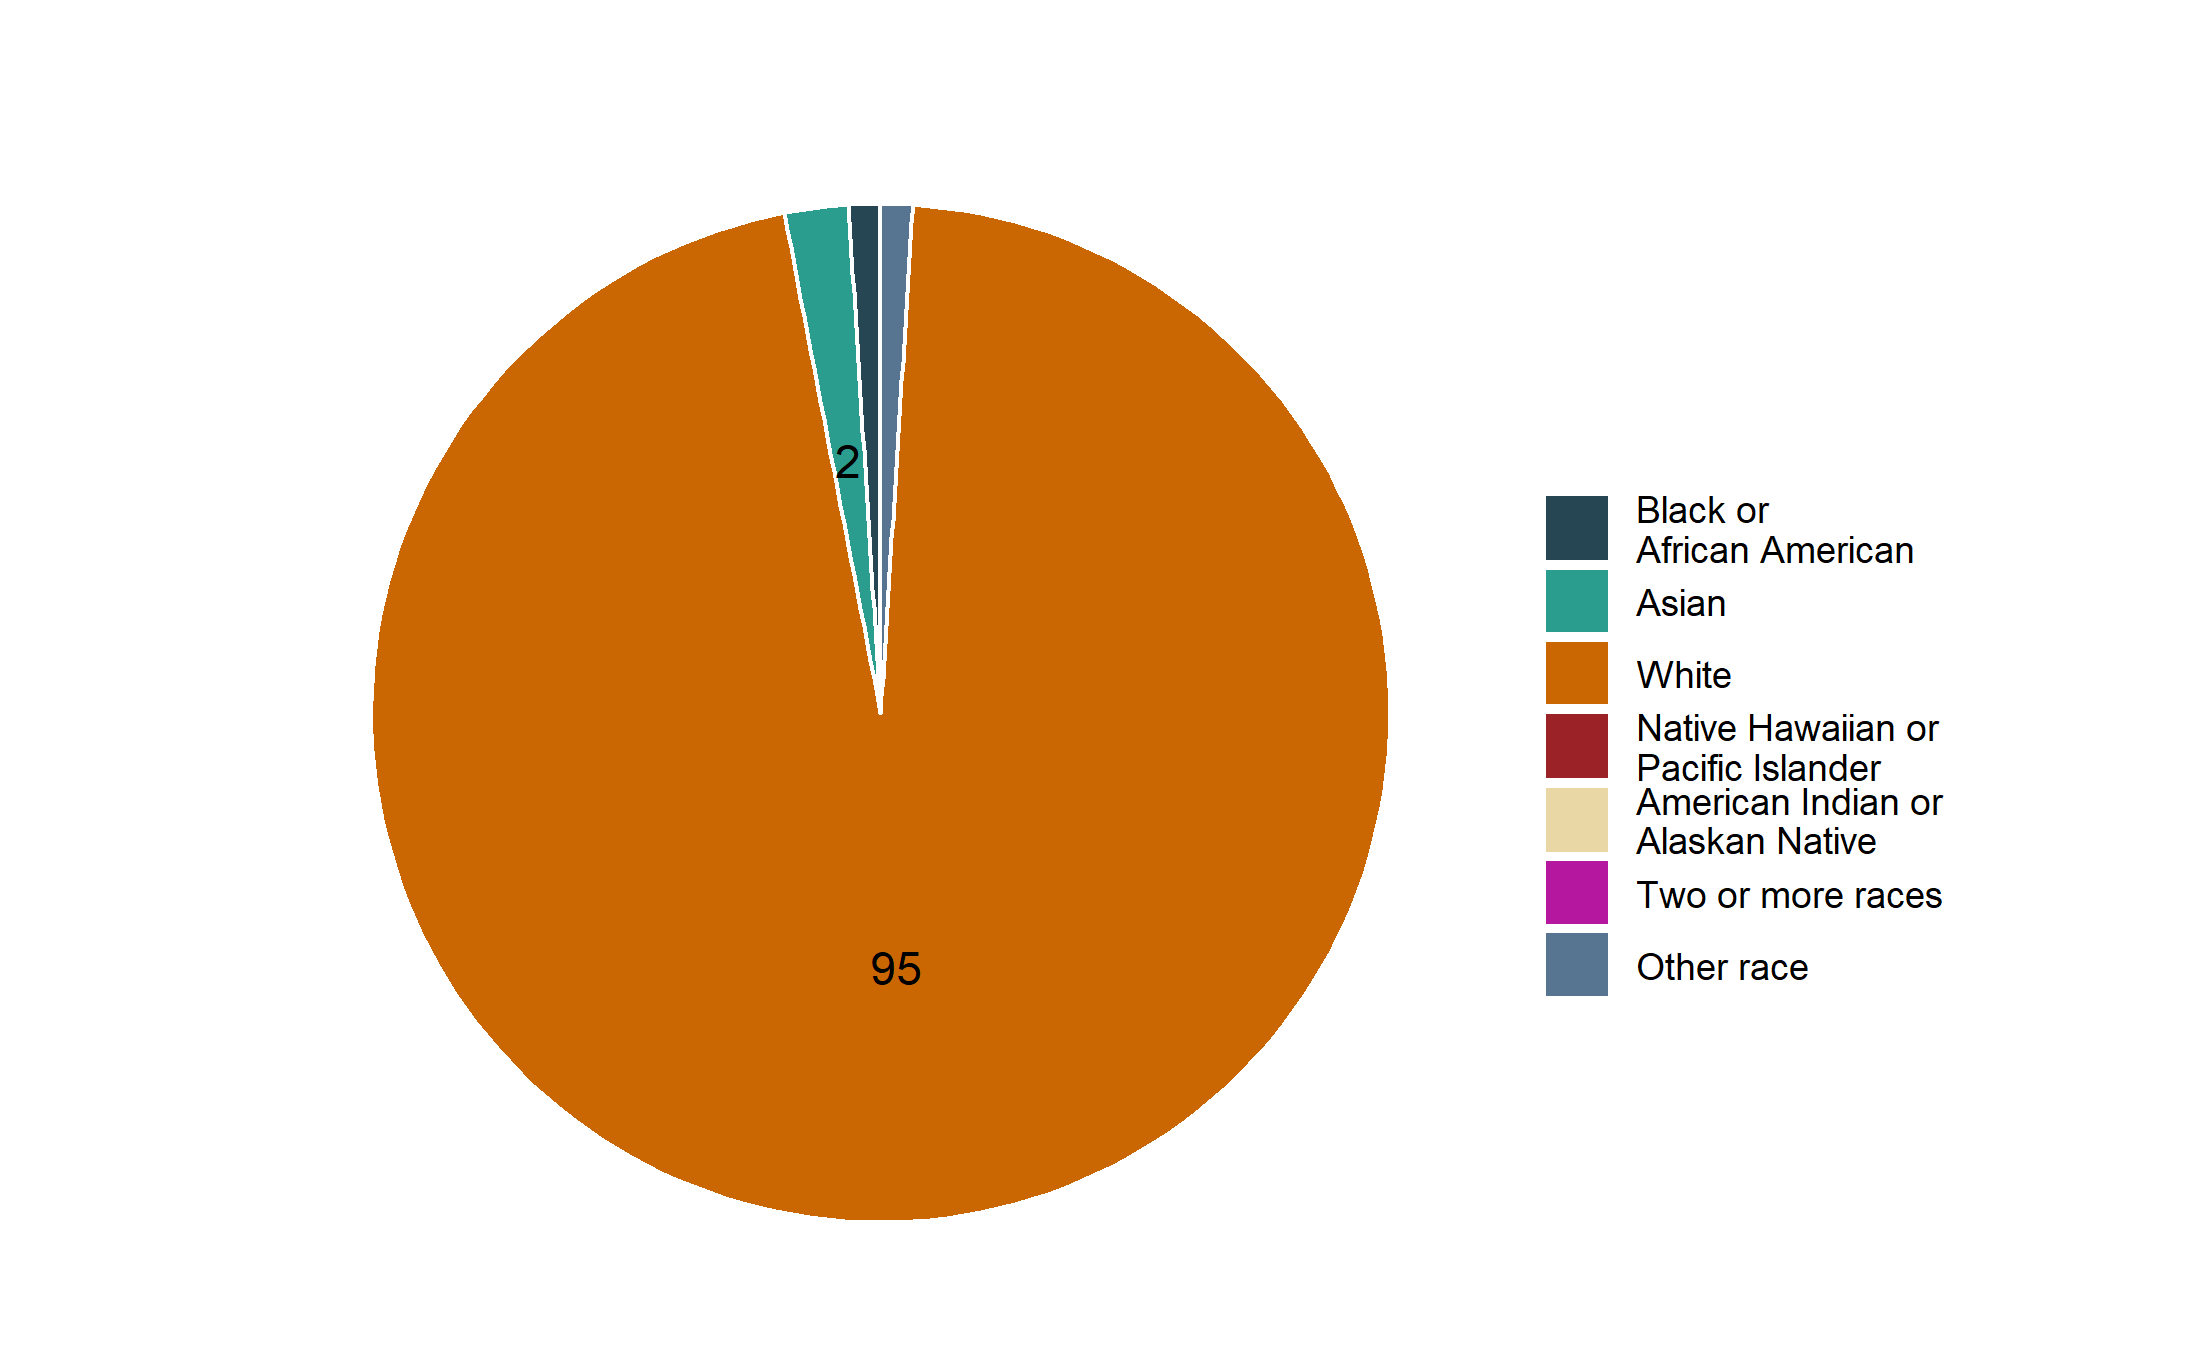 2
95
Black or
African American
Asian
White
Native Hawaiian or
Pacific Islander
American Indian or
Alaskan Native
Two or more races
Other race